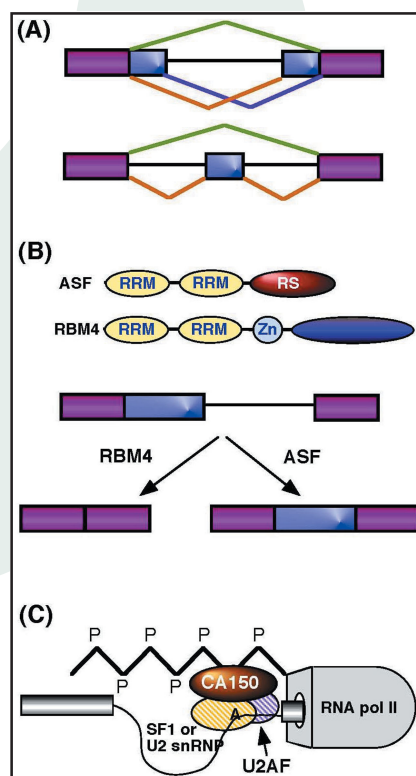 (A)
(B)
ASF RRM RRM RS
RBM4 RRM RRM Zn
RBM4 ASF
(C)
P P P P
P P
CA150
A
RNA pol II
SF1 or
U2 snRNP
U2AF